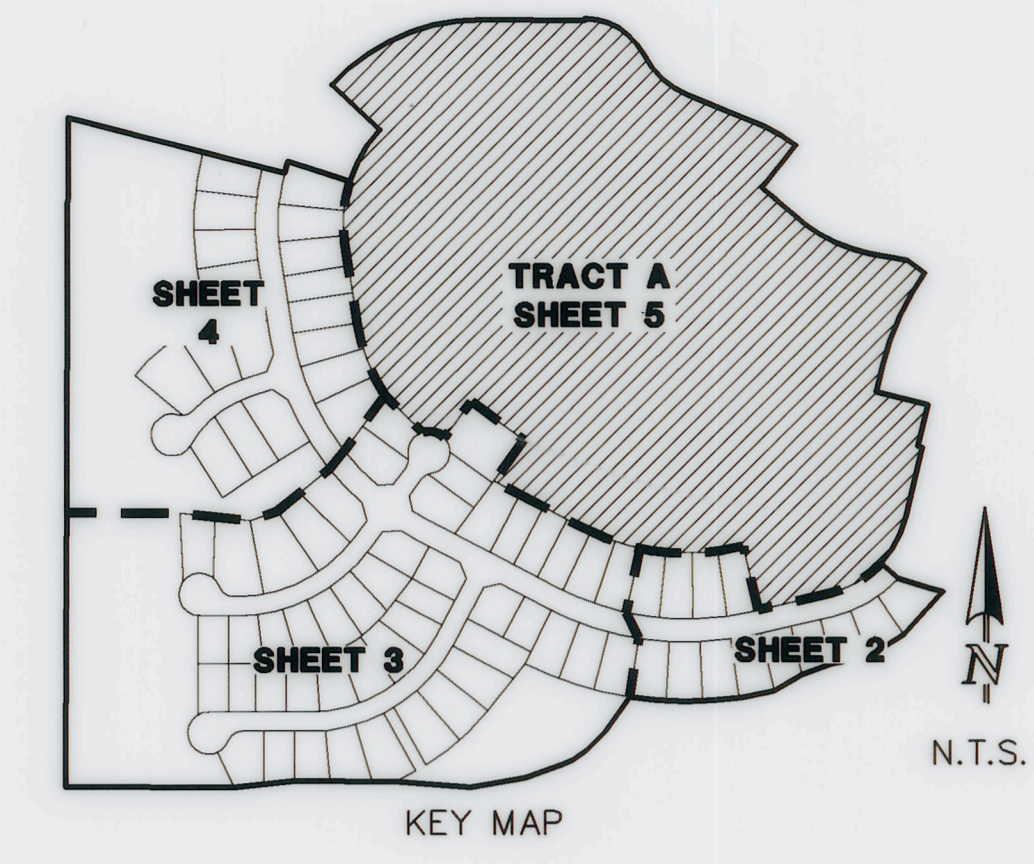 TRACT A
SHEET 5
SHEET
4
SHEET 3
SHEET 2
N
N.T.S.
KEY MAP